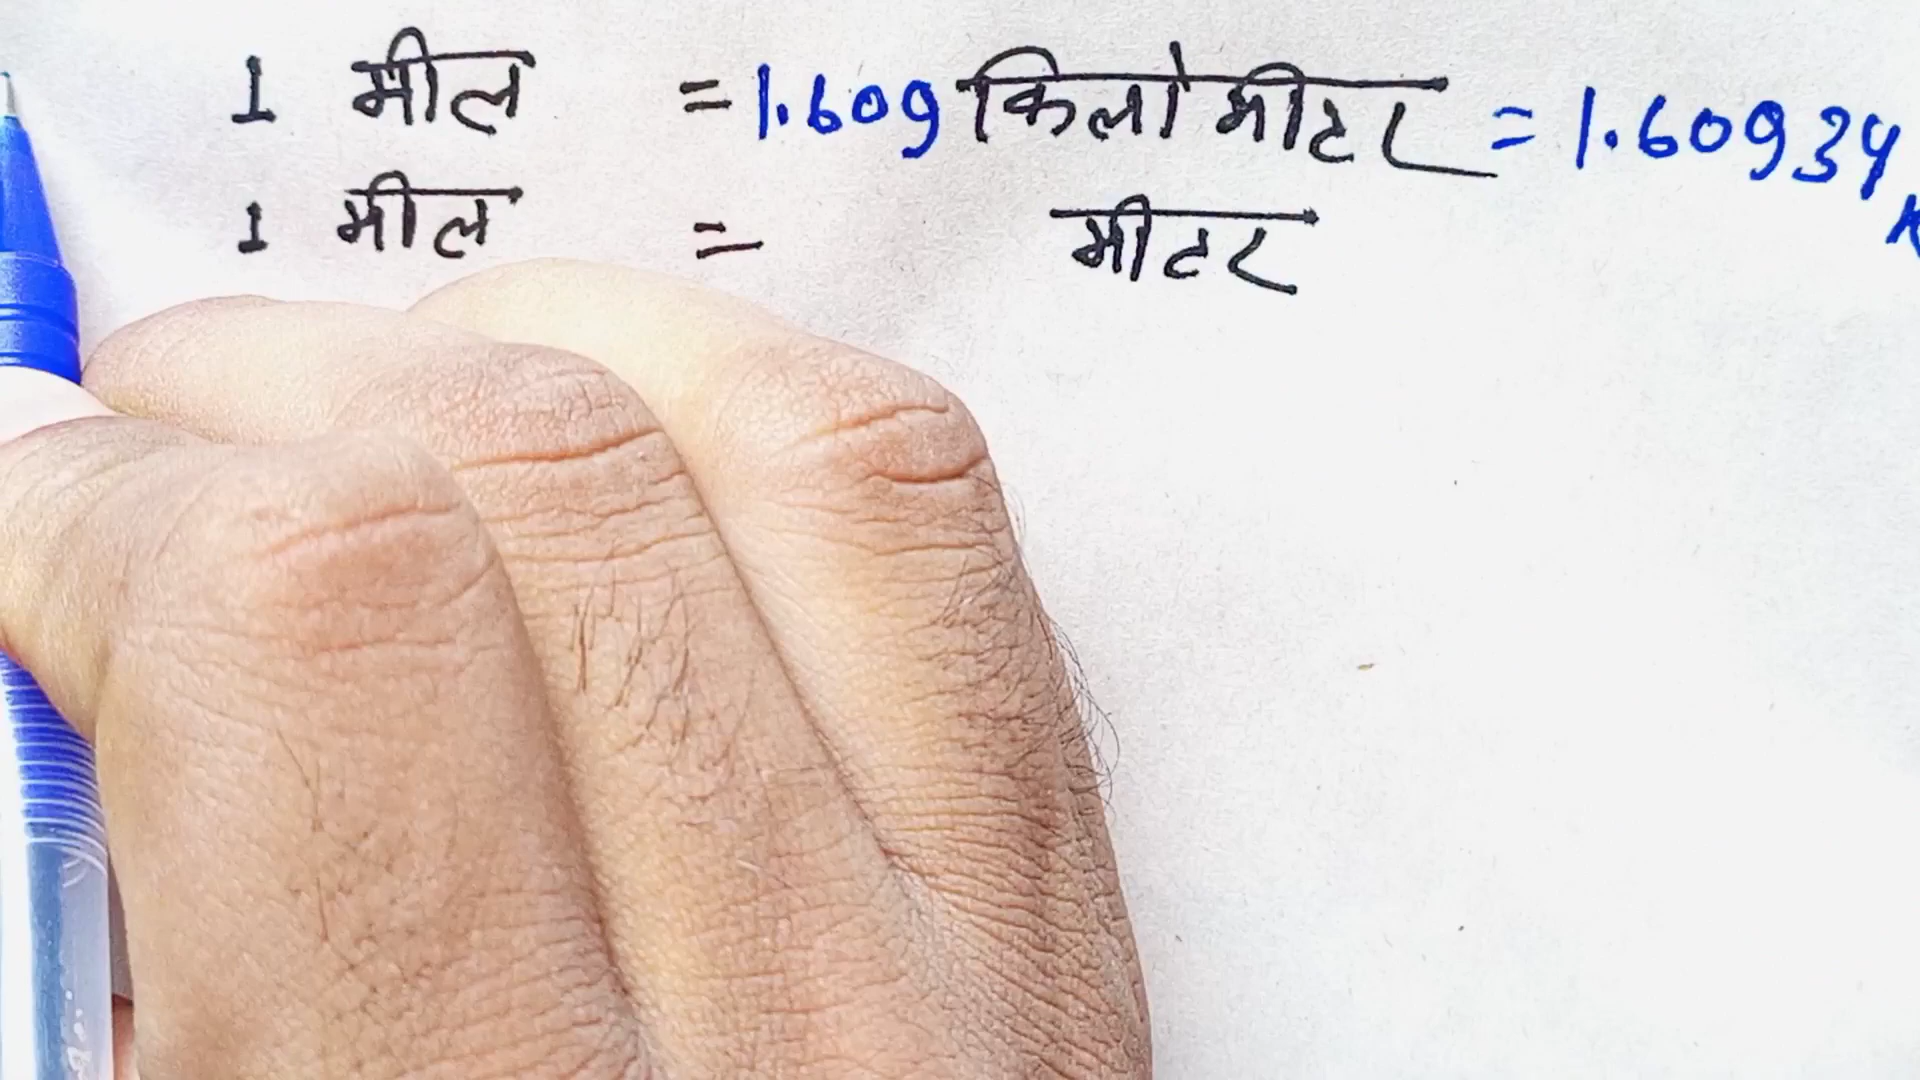 1 मील = 1.609 किलोमीटर = 1.60934
1 मील = मीटर